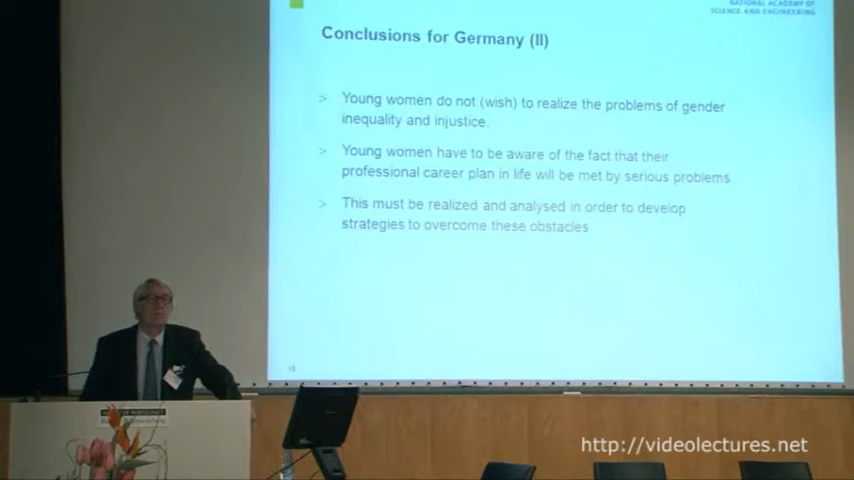 NATIONAL ACADEMY OF
SCIENCE AND ENGINEERING
Conclusions for Germany (II)
> Young women do not (wish) to realize the problems of gender
inequality and injustice.
> Young women have to be aware of the fact that their
professional career plan in life will be met by serious problems
> This must be realized and analysed in order to develop
strategies to overcome these obstacles
15
http://videolectures.net